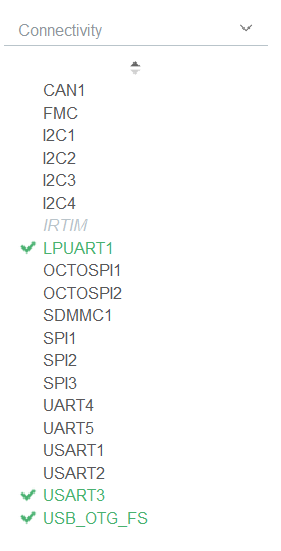 Connectivity
CAN1
FMC
I2C1
I2C2
I2C3
I2C4
IRTIM
LPUART1
OCTOSPI1
OCTOSPI2
SDMMC1
SPI1
SPI2
SPI3
UART4
UART5
USART1
USART2
USART3
USB_OTG_FS